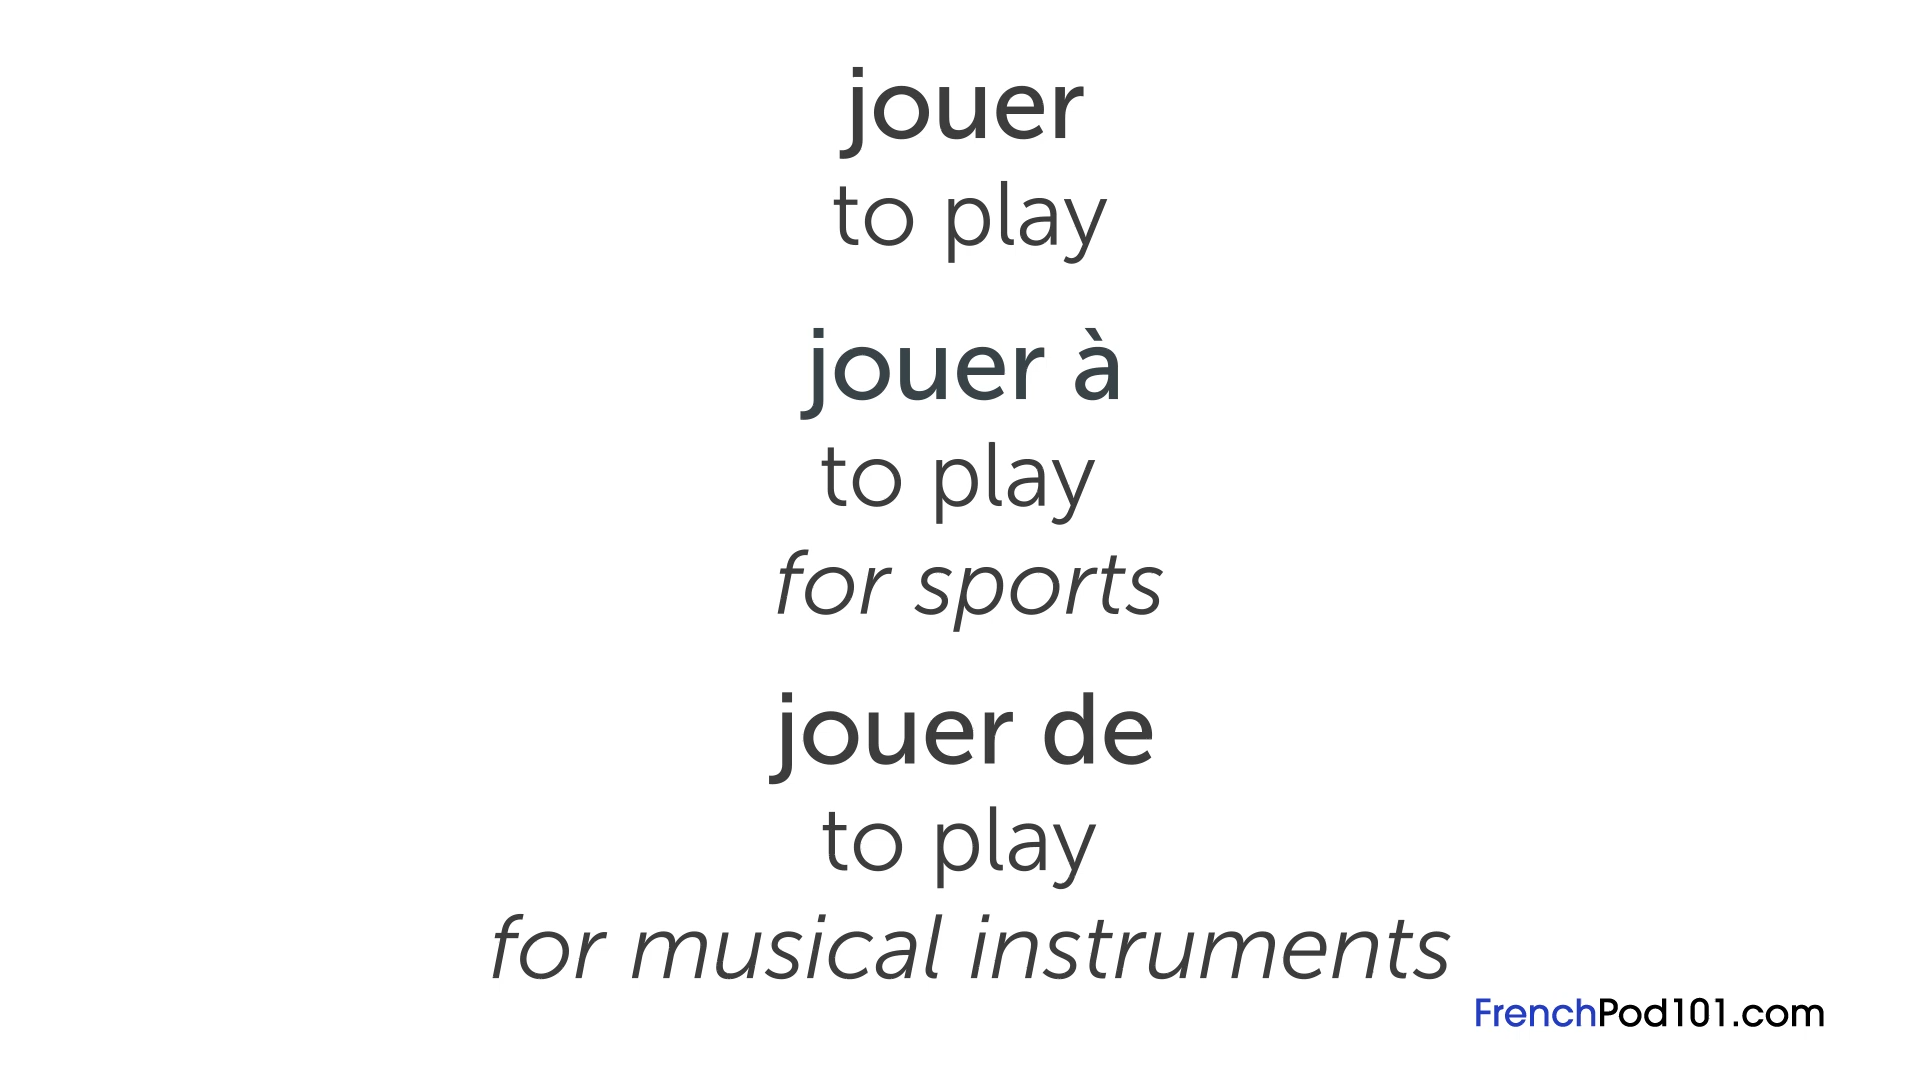 jouer
to play
jouer à
to play
for sports
jouer de
to play
for musical instruments
FrenchPod101.com